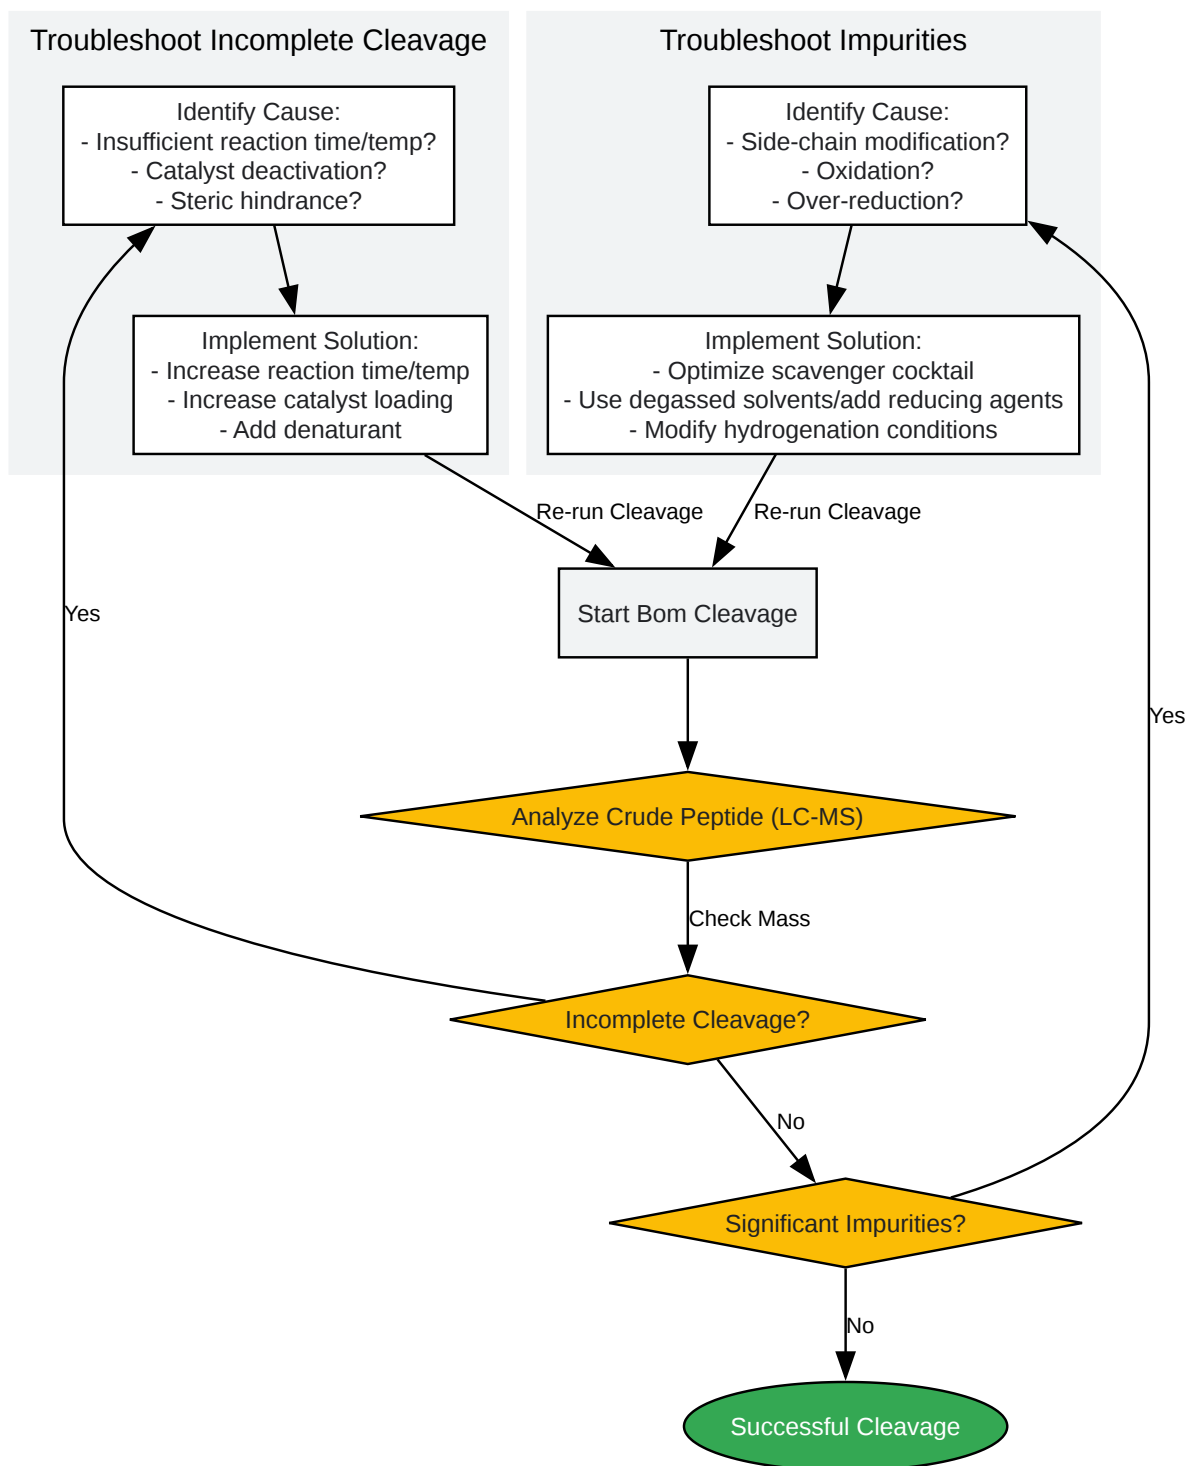 Troubleshoot Incomplete Cleavage
Identify Cause:
- Insufficient reaction time/temp?
- Catalyst deactivation?
- Steric hindrance?
Implement Solution:
- Increase reaction time/temp
- Increase catalyst loading
- Add denaturant
Troubleshoot Impurities
Identify Cause:
- Side-chain modification?
- Oxidation?
- Over-reduction?
Implement Solution:
- Optimize scavenger cocktail
- Use degassed solvents/add reducing agents
- Modify hydrogenation conditions
Re-run Cleavage
Re-run Cleavage
Start Bom Cleavage
Yes
Yes
Analyze Crude Peptide (LC-MS)
Check Mass
Incomplete Cleavage?
No
Significant Impurities?
No
Successful Cleavage